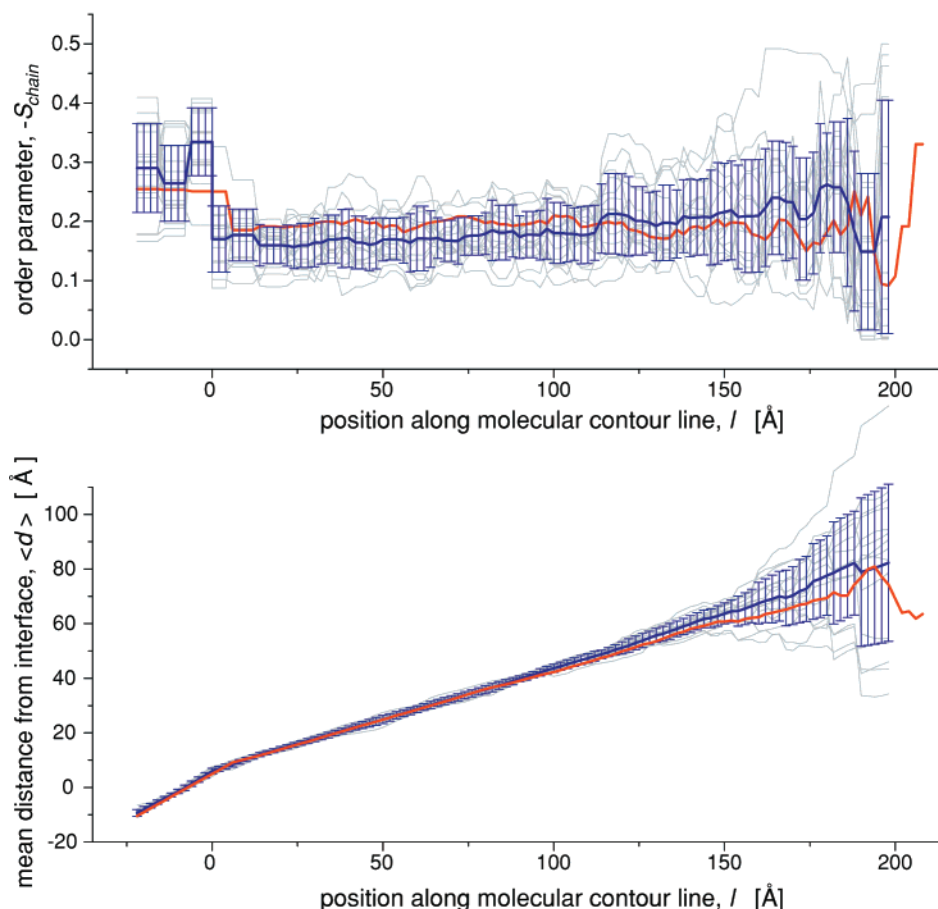 order parameter, -S_chain
0.5
0.4
0.3
0.2
0.1
0.0
0 50 100 150 200
position along molecular contour line, l [Å]
mean distance from interface, <d> [Å]
100
80
60
40
20
0
-20
0 50 100 150 200
position along molecular contour line, l [Å]